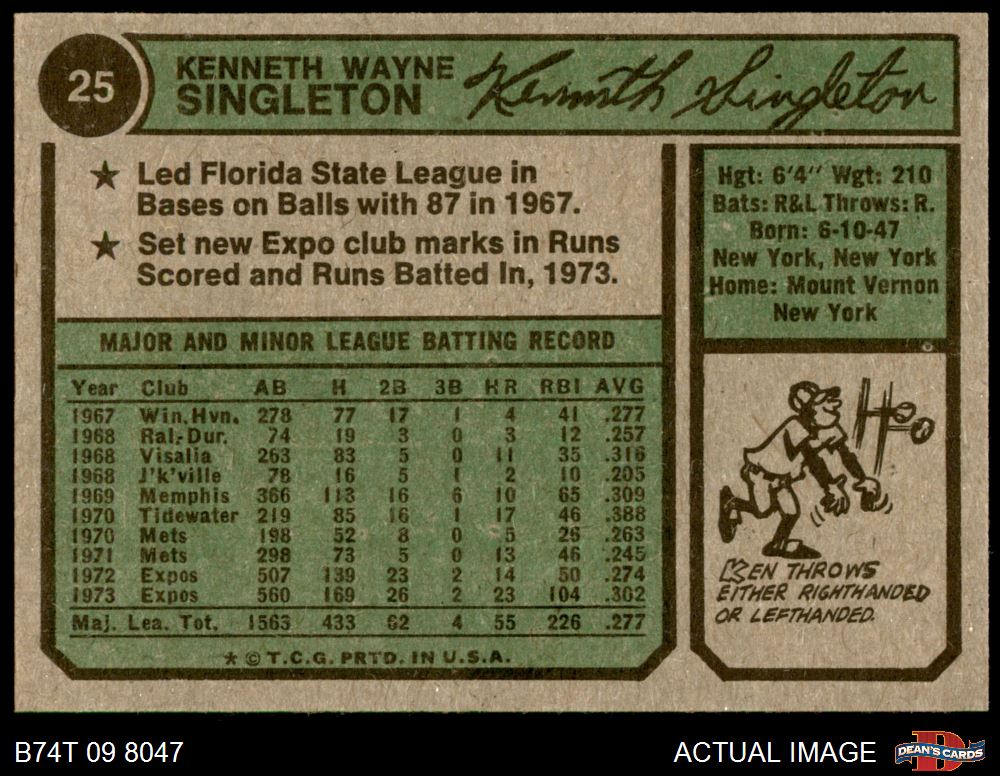 25
KENNETH WAYNE
SINGLETON
Kenneth Singleton
★ Led Florida State League in
Bases on Balls with 87 in 1967.
★ Set new Expo club marks in Runs
Scored and Runs Batted In, 1973.
Hgt: 6'4" Wgt: 210
Bats: R&L Throws: R.
Born: 6-10-47
New York, New York
Home: Mount Vernon
New York
MAJOR AND MINOR LEAGUE BATTING RECORD
Year Club AB H 2B 3B HR RBI AVG
1967 Win. Hvn. 278 77 17 1 4 41 .277
1968 Ral.-Dur. 74 19 3 0 3 12 .257
1968 Visalia 263 83 5 0 11 35 .316
1968 J'k'ville 78 16 5 1 2 10 .205
1969 Memphis 366 113 16 6 10 65 .309
1970 Tidewater 219 85 16 1 17 46 .388
1970 Mets 198 52 8 0 5 26 .263
1971 Mets 298 73 5 0 13 46 .245
1972 Expos 507 139 23 2 14 50 .274
1973 Expos 560 169 26 2 23 104 .302
Maj. Lea. Tot. 1563 433 62 4 55 226 .277
★ © T.C.G. PRTD. IN U.S.A.
KEN THROWS
EITHER RIGHTHANDED
OR LEFTHANDED.
B74T 09 8047
ACTUAL IMAGE
DEAN'S CARDS